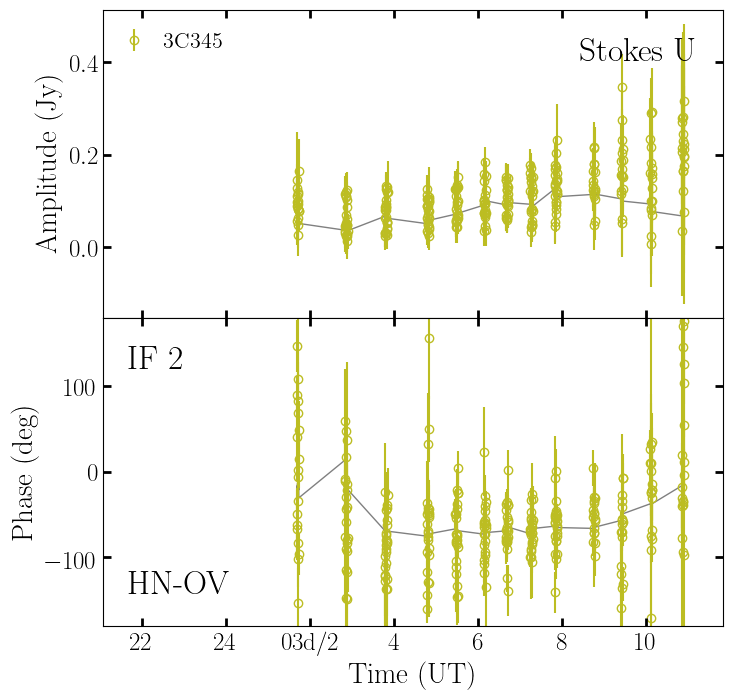 3C345
Stokes U
0.4
0.2
0.0
Amplitude (Jy)
IF 2
100
0
−100
Phase (deg)
HN-OV
22 24 03d/2 4 6 8 10
Time (UT)